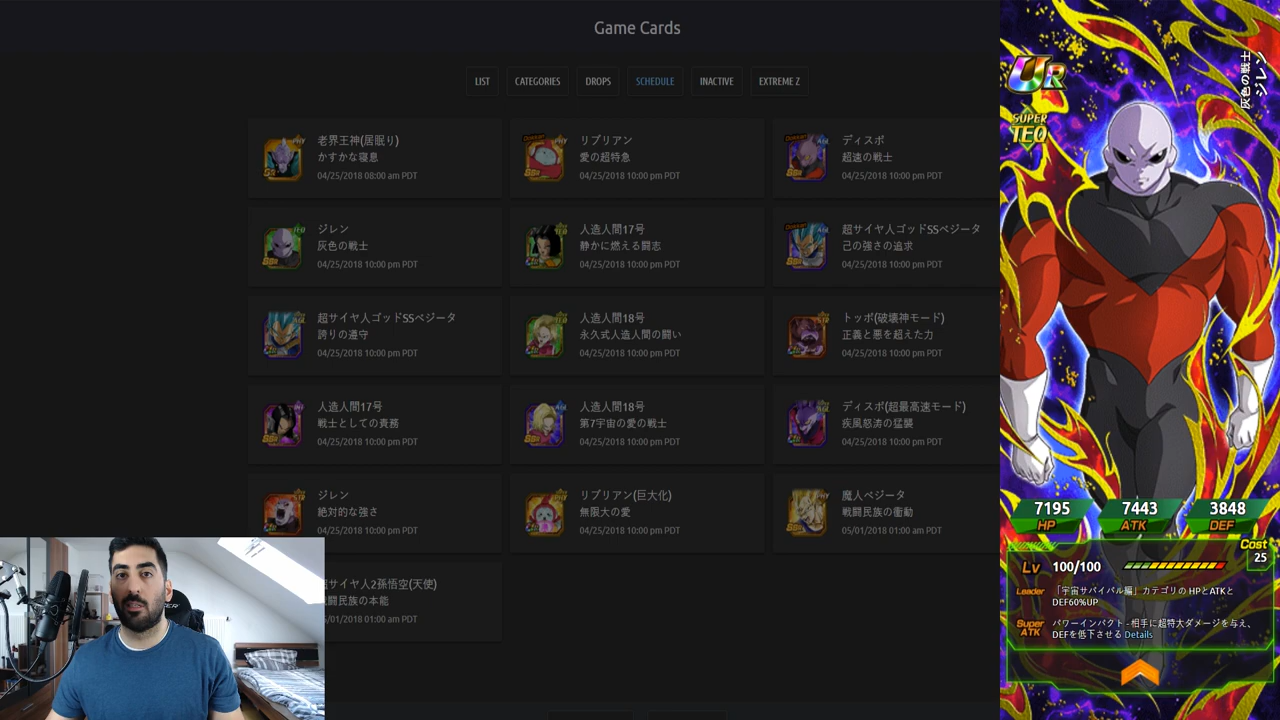 Game Cards
LIST
CATEGORIES
DROPS
SCHEDULE
INACTIVE
EXTREME Z
老界王神(居眠り)
かすかな寝息
04/25/2018 08:00 am PDT
リブリアン
愛の超特急
04/25/2018 10:00 pm PDT
ディスポ
超速の戦士
04/25/2018 10:00 pm PDT
ジレン
灰色の戦士
04/25/2018 10:00 pm PDT
人造人間17号
静かに燃える闘志
04/25/2018 10:00 pm PDT
超サイヤ人ゴッドSSベジータ
己の強さの追求
04/25/2018 10:00 pm PDT
超サイヤ人ゴッドSSベジータ
誇りの遵守
04/25/2018 10:00 pm PDT
人造人間18号
永久式人造人間の闘い
04/25/2018 10:00 pm PDT
トッポ(破壊神モード)
正義と悪を超えた力
04/25/2018 10:00 pm PDT
人造人間17号
戦士としての責務
04/25/2018 10:00 pm PDT
人造人間18号
第7宇宙の愛の戦士
04/25/2018 10:00 pm PDT
ディスポ(超最高速モード)
疾風怒涛の猛襲
04/25/2018 10:00 pm PDT
ジレン
絶対的な強さ
04/25/2018 10:00 pm PDT
リブリアン(巨大化)
無限大の愛
04/25/2018 10:00 pm PDT
魔人ベジータ
戦闘民族の衝動
05/01/2018 01:00 am PDT
サイヤ人2孫悟空(天使)
闘民族の本能
/01/2018 01:00 am PDT
UR
SUPER
TEQ
灰色の戦士
ジレン
7195
HP
7443
ATK
3848
DEF
Cost
25
Lv 100/100
Leader
「宇宙サバイバル編」カテゴリの HPとATKと
DEF60%UP
Super
ATK
パワーインパクト - 相手に超特大ダメージを与え、
DEFを低下させる Details